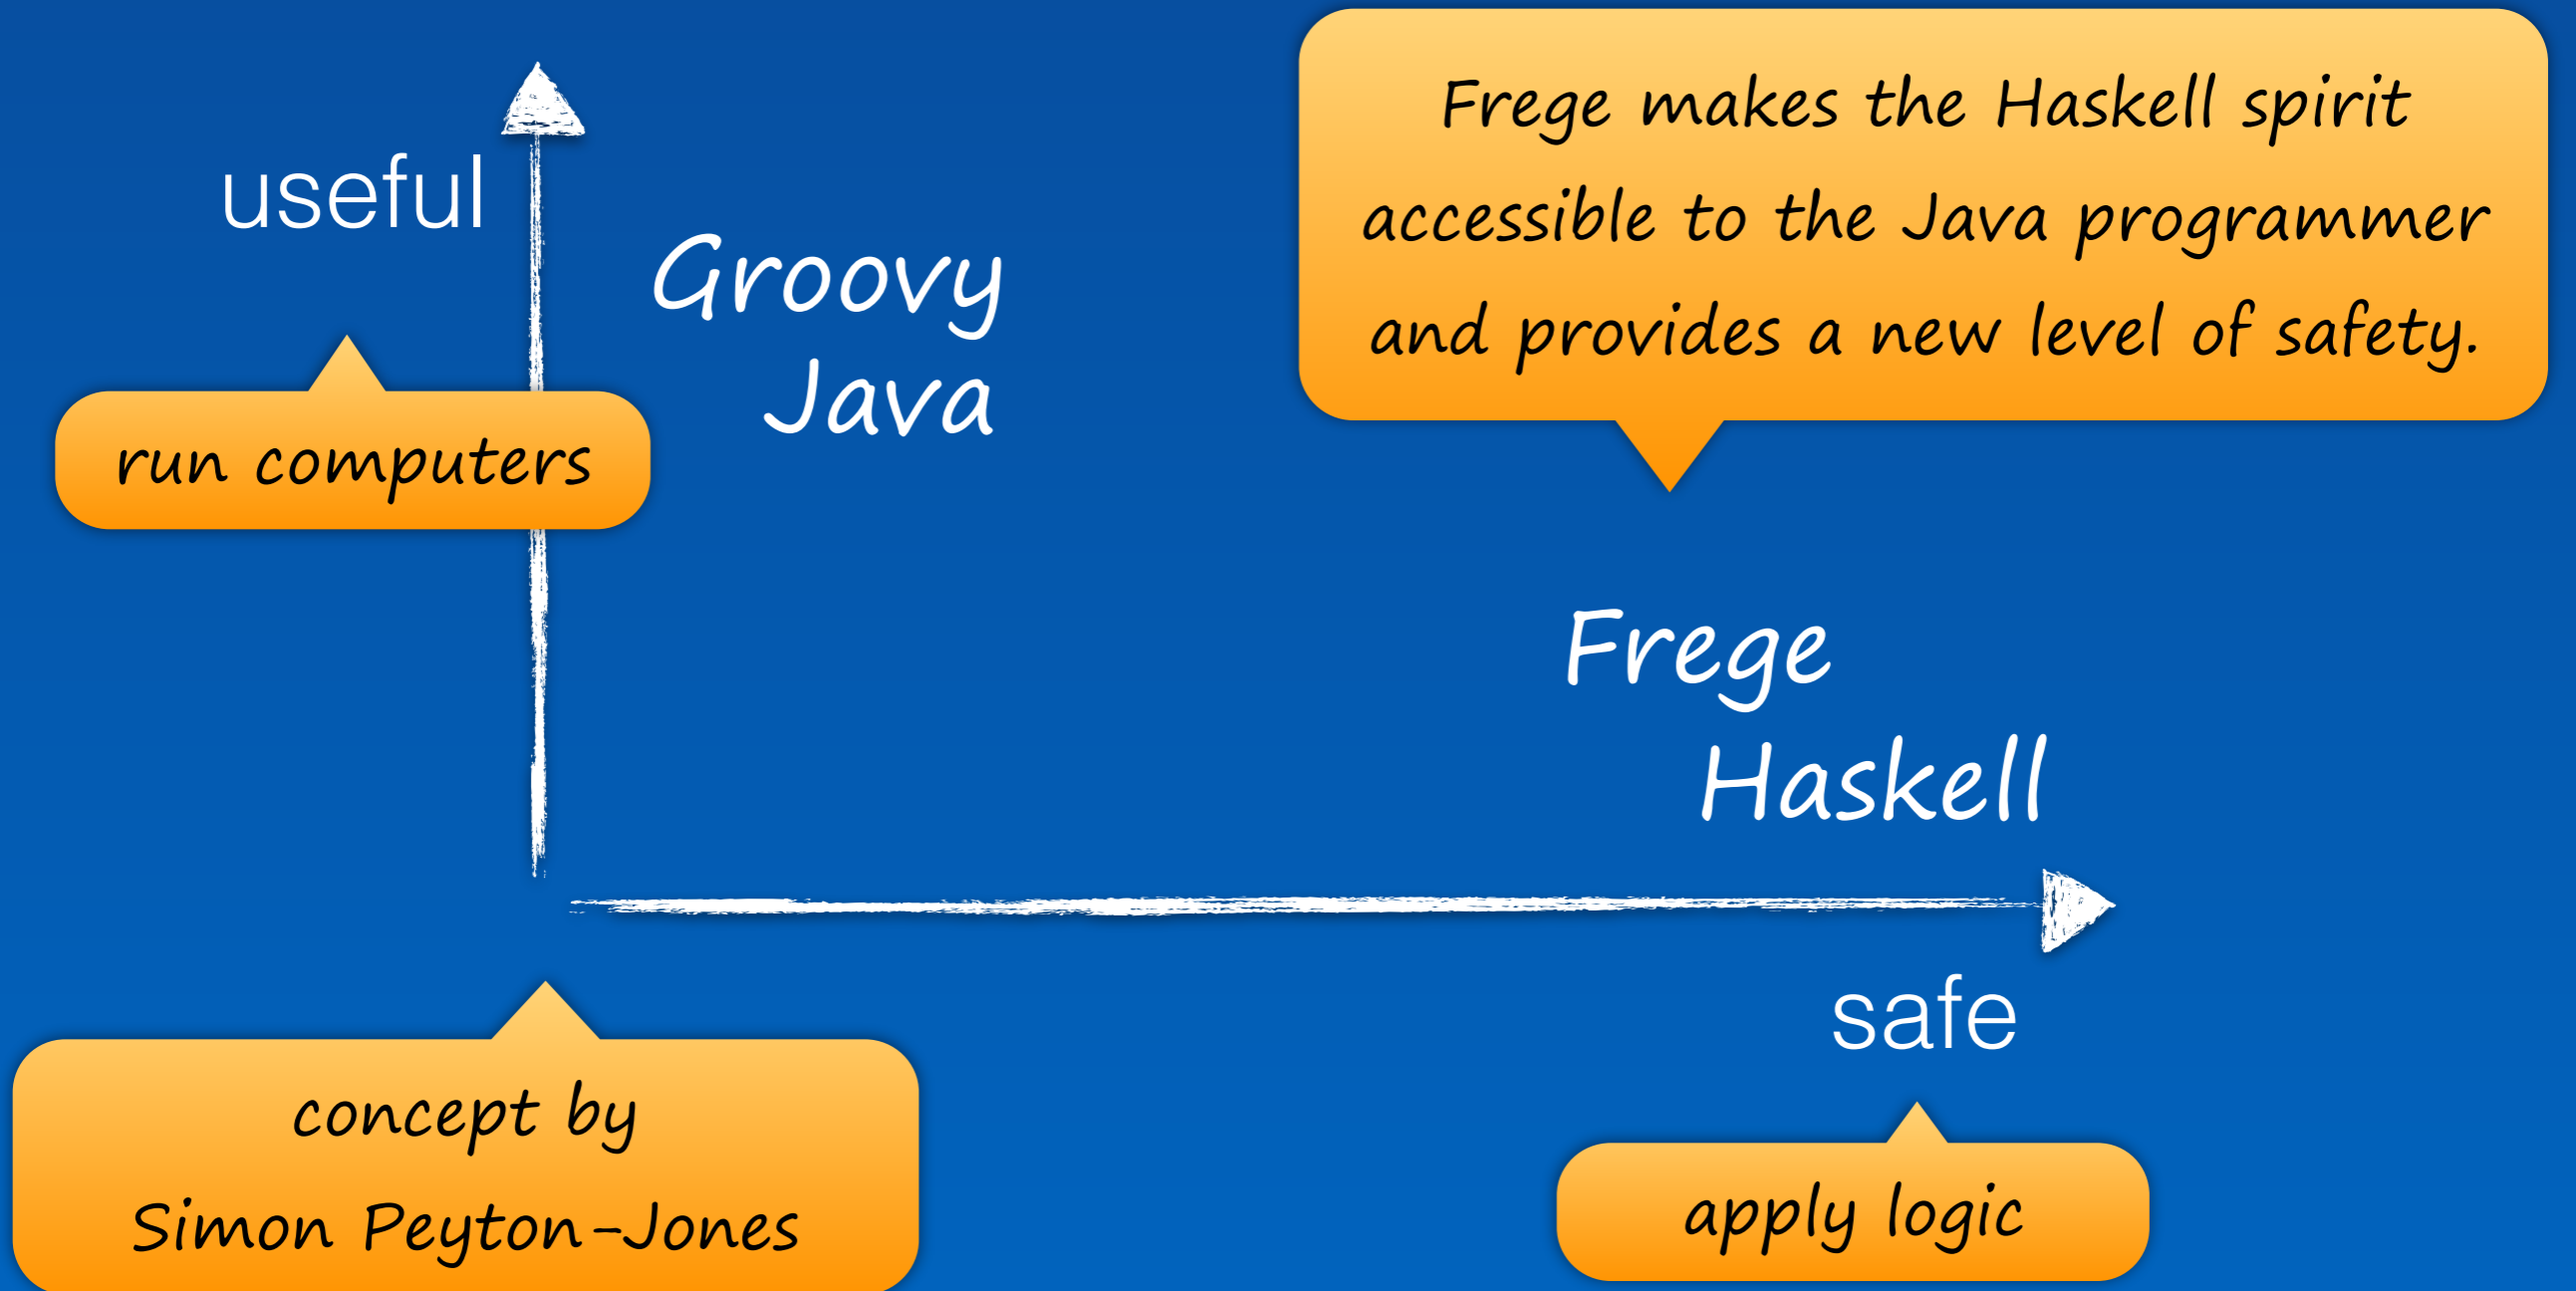 useful
Groovy
Java
run computers
Frege makes the Haskell spirit
accessible to the Java programmer
and provides a new level of safety.
Frege
Haskell
safe
concept by
Simon Peyton-Jones
apply logic